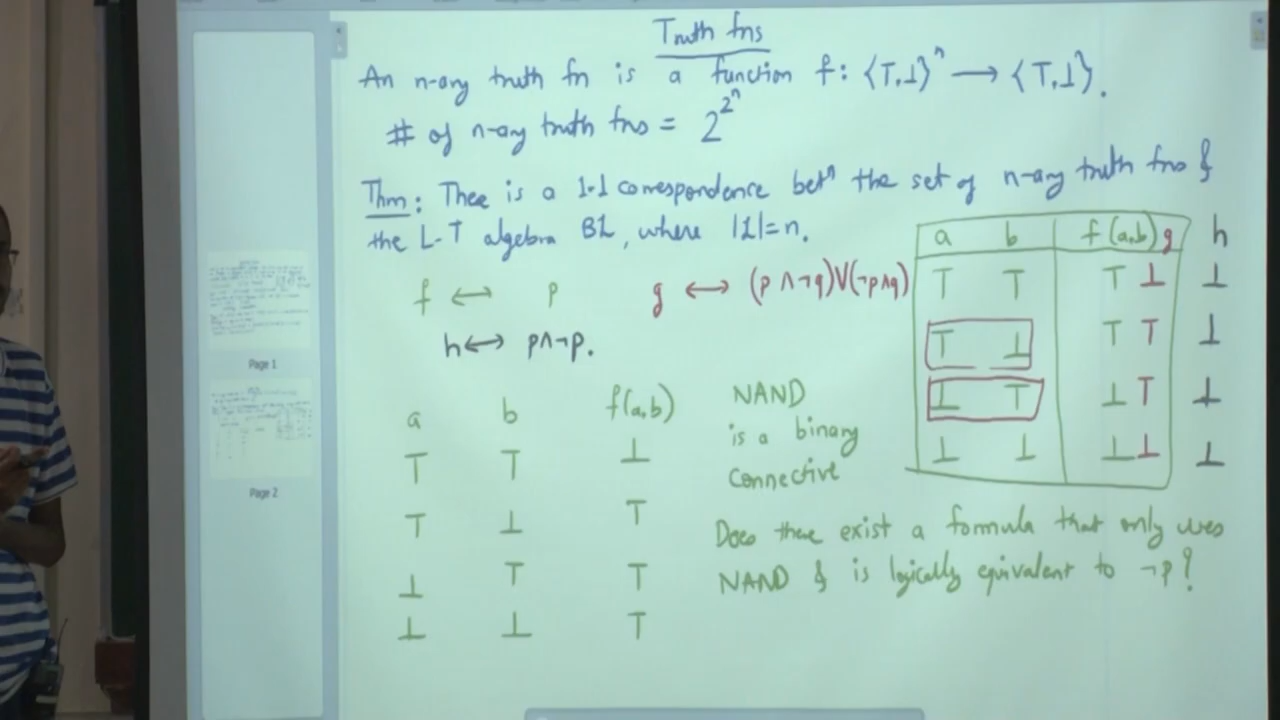 Truth fns
An n-ary truth fn is a function f: {T,⊥}ⁿ → {T,⊥}.
# of n-ary truth fns = 2^2^n
Thm: There is a 1-1 correspondence betⁿ the set of n-ary truth fns &
the L-T algebra BL, where |L|=n.
f ↔ p g ↔ (p ∧ ¬q)∨(¬p∧q)
h ↔ p∧¬p.
a b f(a,b) g h
T T T ⊥ ⊥
T ⊥ T T ⊥
⊥ T ⊥ T ⊥
⊥ ⊥ ⊥ ⊥ ⊥
a b f(a,b)
T T ⊥
T ⊥ T
⊥ T T
⊥ ⊥ T
NAND
is a binary
connective
Does there exist a formula that only uses
NAND & is logically equivalent to ¬p?
Page 1
Page 2